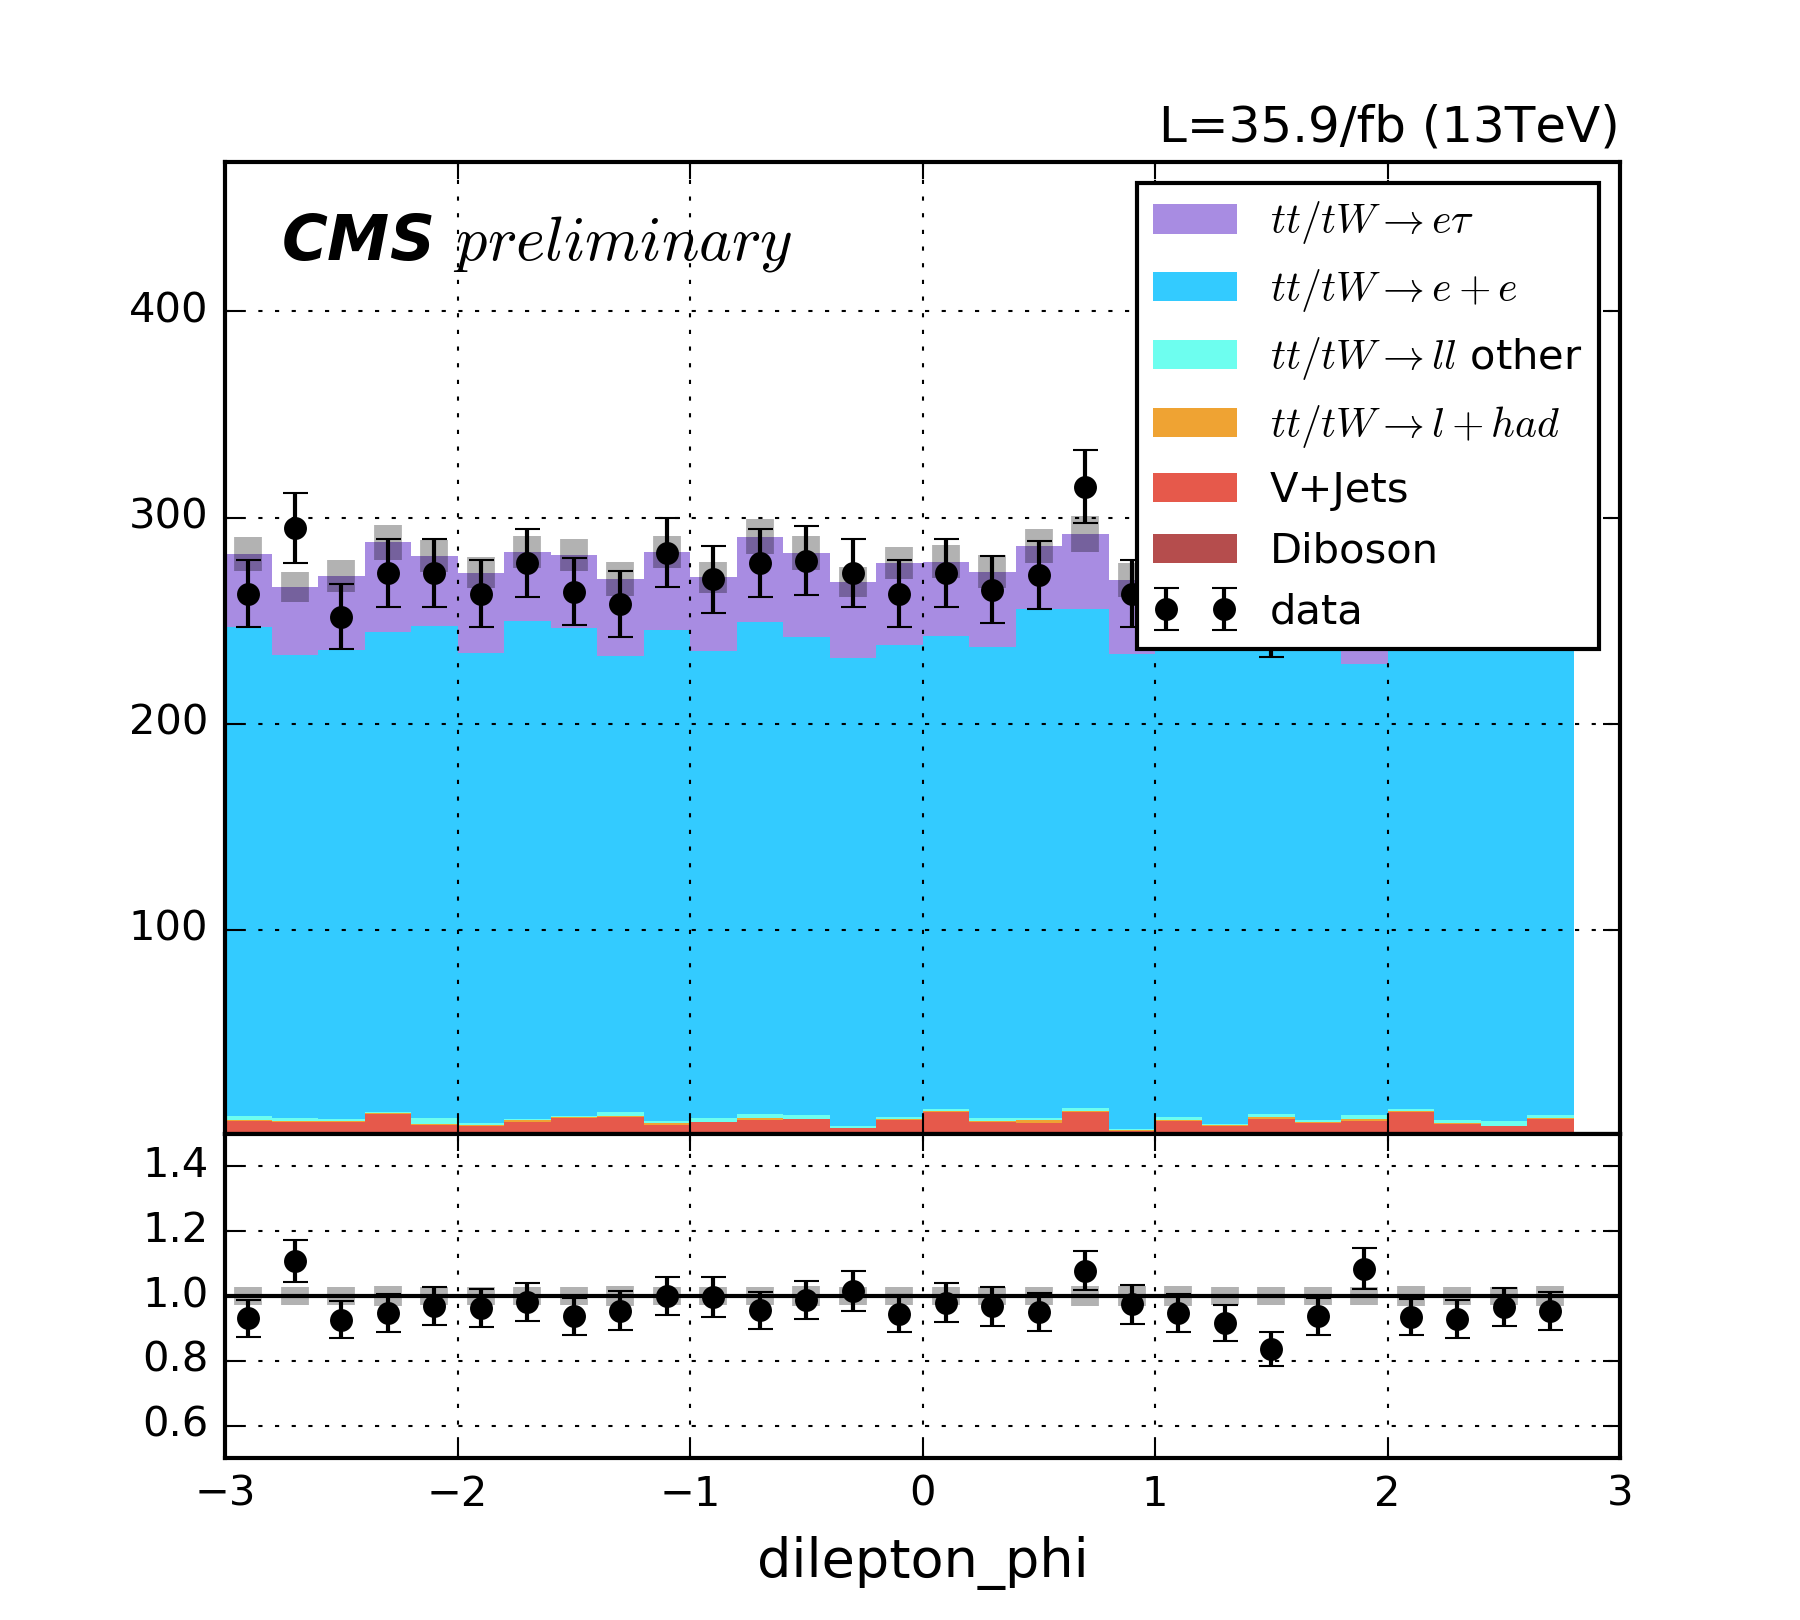 L=35.9/fb (13TeV)
CMS preliminary
tt/tW→eτ
tt/tW→e+e
tt/tW→ll other
tt/tW→l+had
V+Jets
Diboson
data
400
300
200
100
1.4
1.2
1.0
0.8
0.6
−3 −2 −1 0 1 2 3
dilepton_phi